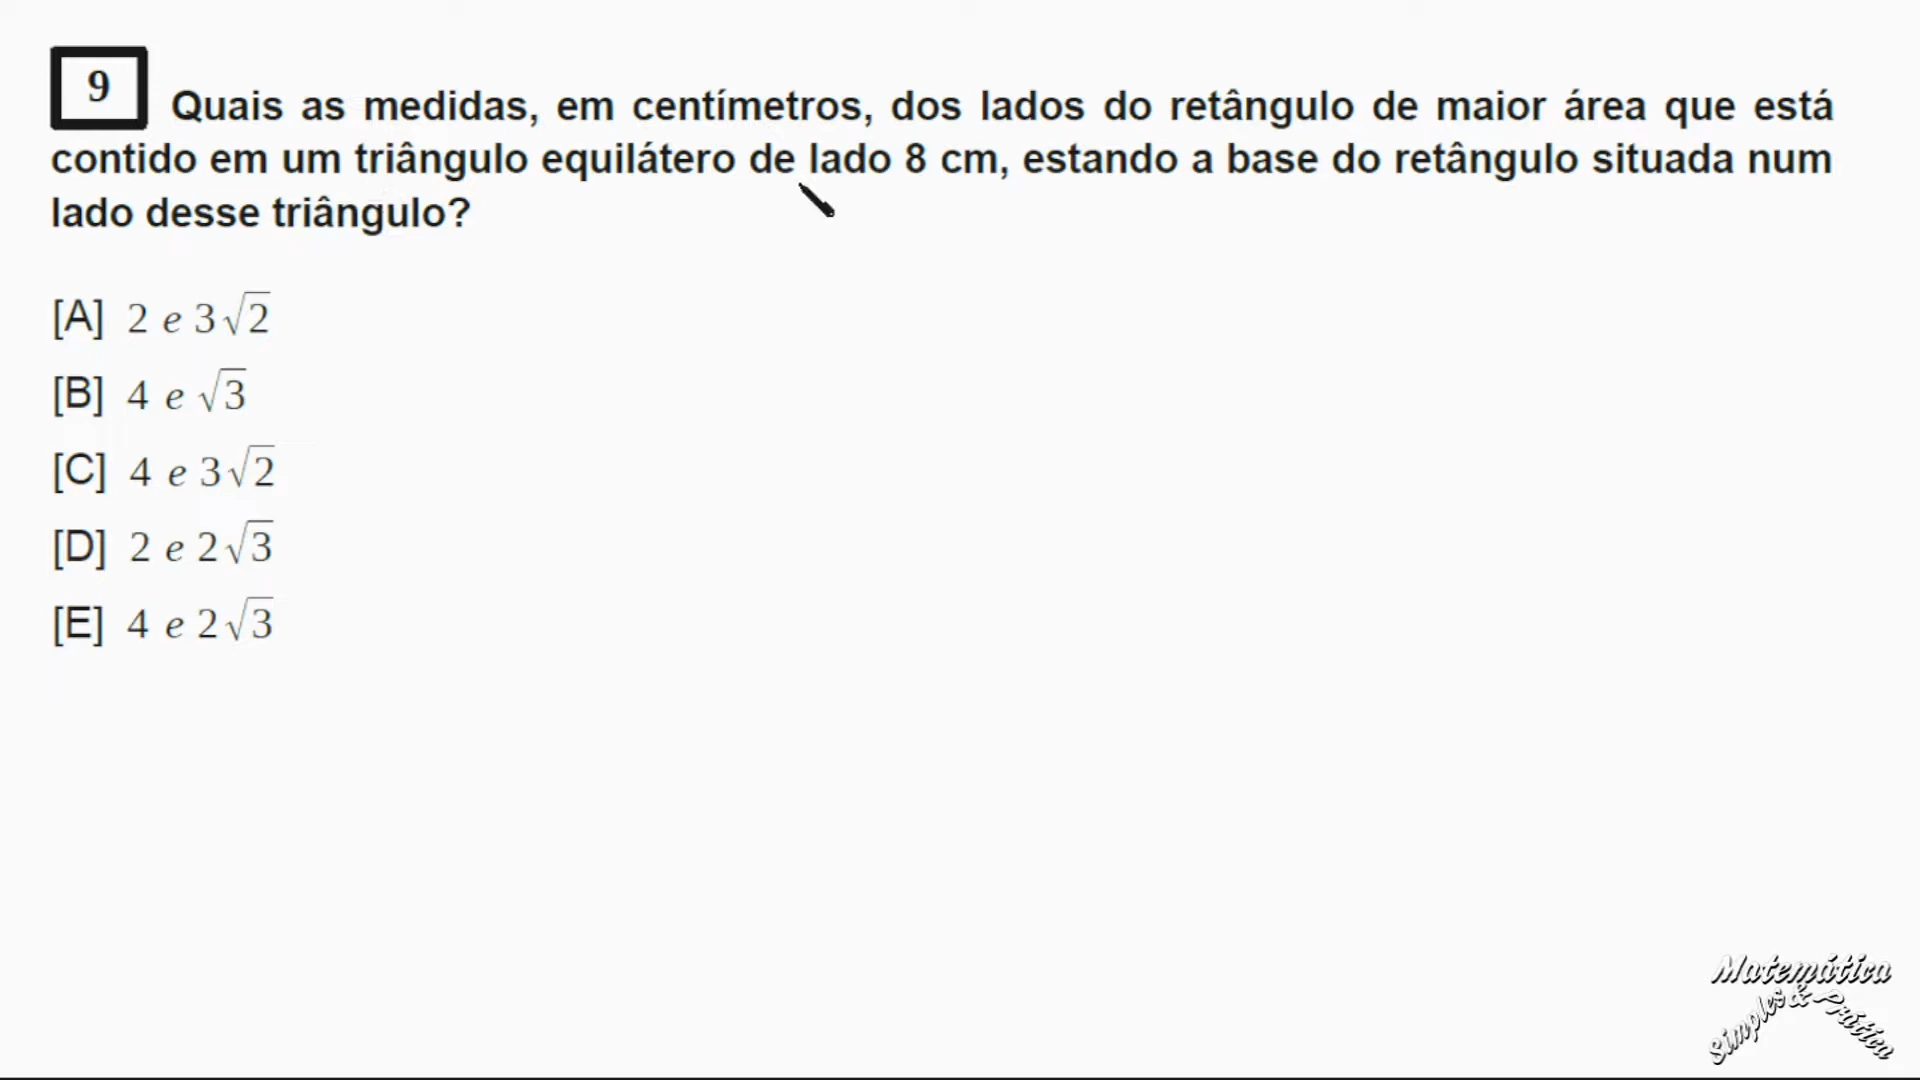 9
Quais as medidas, em centímetros, dos lados do retângulo de maior área que está
contido em um triângulo equilátero de lado 8 cm, estando a base do retângulo situada num
lado desse triângulo?
[A] 2 e 3√2
[B] 4 e √3
[C] 4 e 3√2
[D] 2 e 2√3
[E] 4 e 2√3
Matemática
Simples & Prática